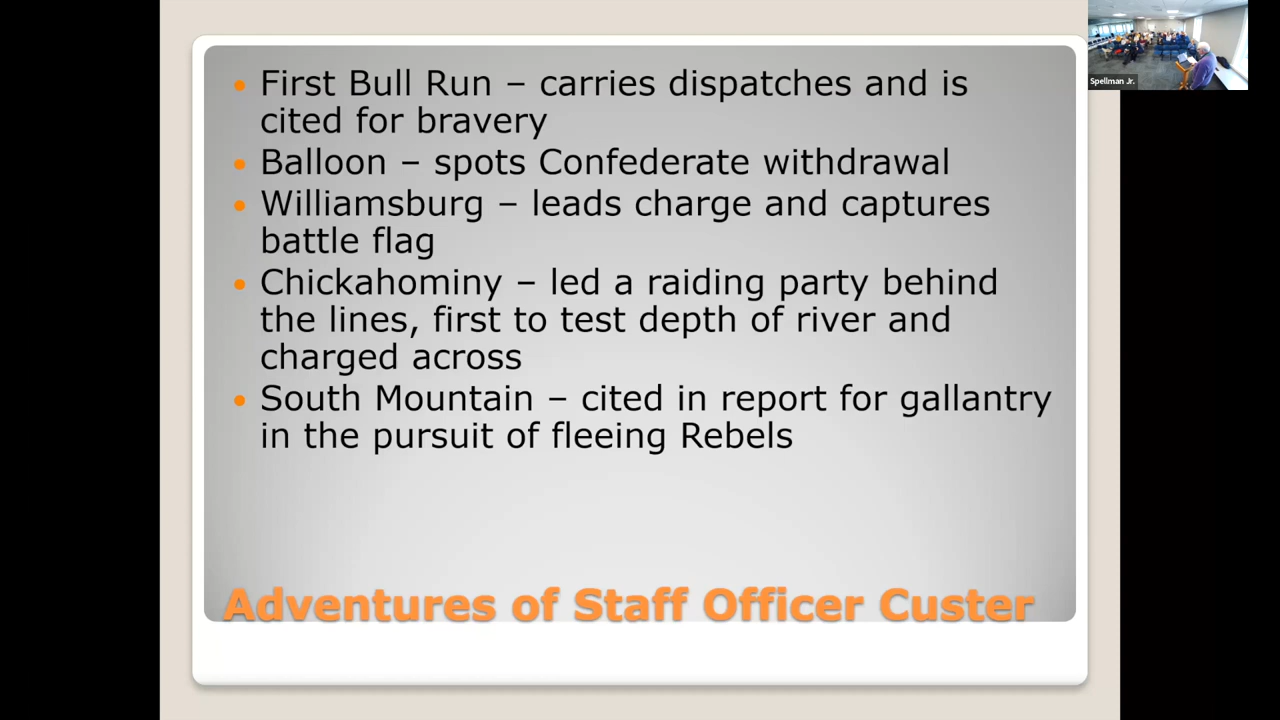 First Bull Run – carries dispatches and is
cited for bravery
Balloon – spots Confederate withdrawal
Williamsburg – leads charge and captures
battle flag
Chickahominy – led a raiding party behind
the lines, first to test depth of river and
charged across
South Mountain – cited in report for gallantry
in the pursuit of fleeing Rebels
Adventures of Staff Officer Custer
Spellman Jr.